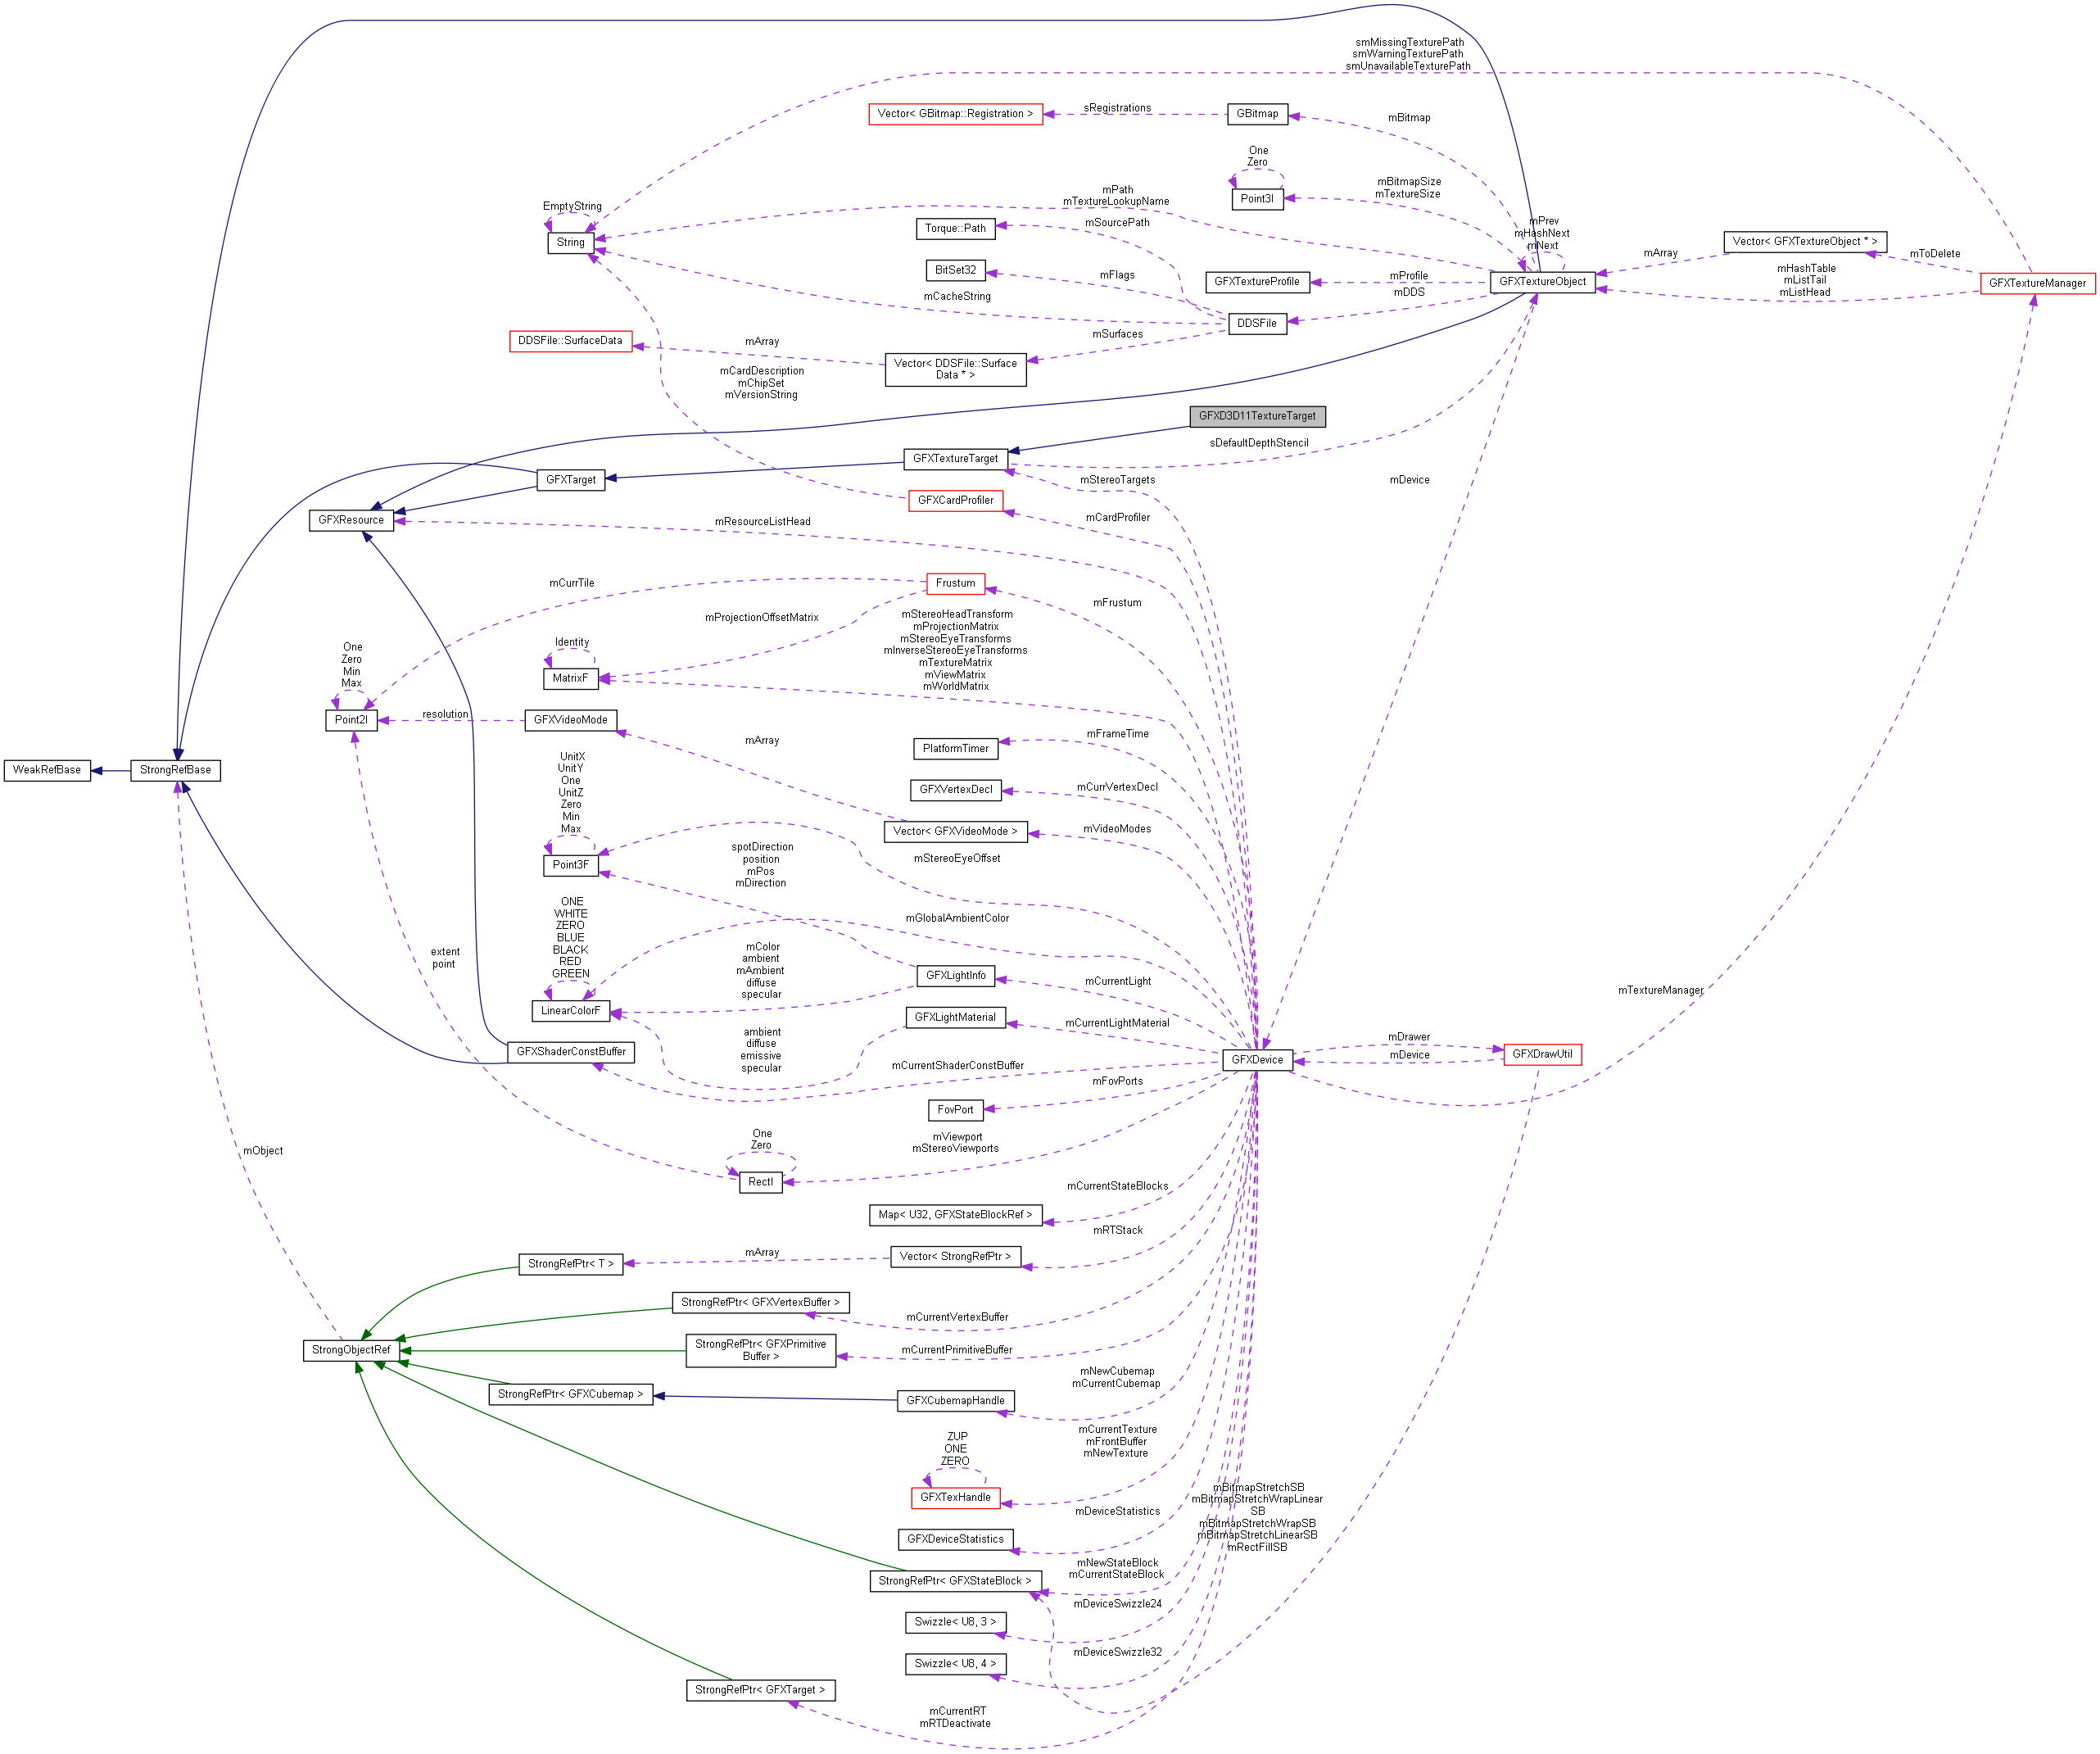 smMissingTexturePath
smWarningTexturePath
smUnavailableTexturePath
Vector< GBitmap::Registration >
sRegistrations
GBitmap
mBitmap
One
Zero
Point3I
mBitmapSize
mTextureSize
EmptyString
String
mPath
mTextureLookupName
Torque::Path
mSourcePath
mPrev
mHashNext
mNext
mArray
Vector< GFXTextureObject * >
mToDelete
BitSet32
mFlags
GFXTextureProfile
mProfile
GFXTextureObject
mHashTable
mListTail
mListHead
GFXTextureManager
mCacheString
mDDS
DDSFile
DDSFile::SurfaceData
mArray
mSurfaces
Vector< DDSFile::Surface
Data * >
mCardDescription
mChipSet
mVersionString
GFXD3D11TextureTarget
sDefaultDepthStencil
GFXTextureTarget
GFXTarget
mStereoTargets
mDevice
GFXCardProfiler
GFXResource
mResourceListHead
mCardProfiler
mCurrTile
Frustum
mFrustum
mProjectionOffsetMatrix
mStereoHeadTransform
mProjectionMatrix
mStereoEyeTransforms
mInverseStereoEyeTransforms
mTextureMatrix
mViewMatrix
mWorldMatrix
Identity
MatrixF
One
Zero
Min
Max
Point2I
resolution
GFXVideoMode
mArray
PlatformTimer
mFrameTime
WeakRefBase
StrongRefBase
UnitX
UnitY
One
UnitZ
Zero
Min
Max
Point3F
GFXVertexDecl
mCurrVertexDecl
Vector< GFXVideoMode >
mVideoModes
spotDirection
position
mPos
mDirection
mStereoEyeOffset
ONE
WHITE
ZERO
BLUE
BLACK
RED
GREEN
LinearColorF
mGlobalAmbientColor
extent
point
mColor
ambient
mAmbient
diffuse
specular
GFXLightInfo
mCurrentLight
mTextureManager
GFXLightMaterial
mCurrentLightMaterial
GFXShaderConstBuffer
ambient
diffuse
emissive
specular
mCurrentShaderConstBuffer
GFXDevice
mDrawer
mDevice
GFXDrawUtil
FovPort
mFovPorts
mObject
One
Zero
RectI
mViewport
mStereoViewports
Map< U32, GFXStateBlockRef >
mCurrentStateBlocks
StrongRefPtr< T >
mArray
Vector< StrongRefPtr >
mRTStack
StrongRefPtr< GFXVertexBuffer >
mCurrentVertexBuffer
StrongObjectRef
StrongRefPtr< GFXPrimitive
Buffer >
mCurrentPrimitiveBuffer
StrongRefPtr< GFXCubemap >
GFXCubemapHandle
mNewCubemap
mCurrentCubemap
ZUP
ONE
ZERO
GFXTexHandle
mCurrentTexture
mFrontBuffer
mNewTexture
mBitmapStretchSB
mBitmapStretchWrapLinear
SB
mBitmapStretchWrapSB
mBitmapStretchLinearSB
mRectFillSB
GFXDeviceStatistics
mDeviceStatistics
StrongRefPtr< GFXStateBlock >
mNewStateBlock
mCurrentStateBlock
Swizzle< U8, 3 >
mDeviceSwizzle24
Swizzle< U8, 4 >
mDeviceSwizzle32
StrongRefPtr< GFXTarget >
mCurrentRT
mRTDeactivate